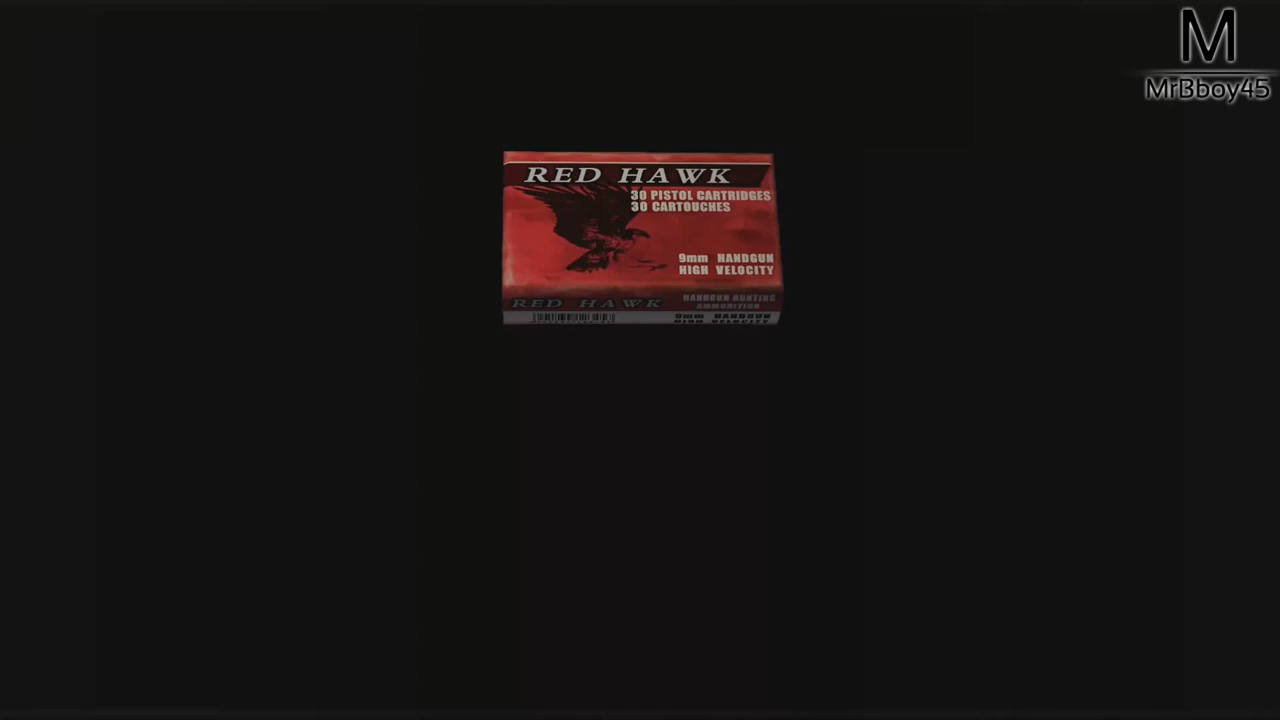 M
MrBboy45
RED HAWK
30 PISTOL CARTRIDGES
30 CARTOUCHES
9mm HANDGUN
HIGH VELOCITY
RED HAWK
HANDGUN HUNTING
AMMUNITION
9mm HANDGUN
HIGH VELOCITY